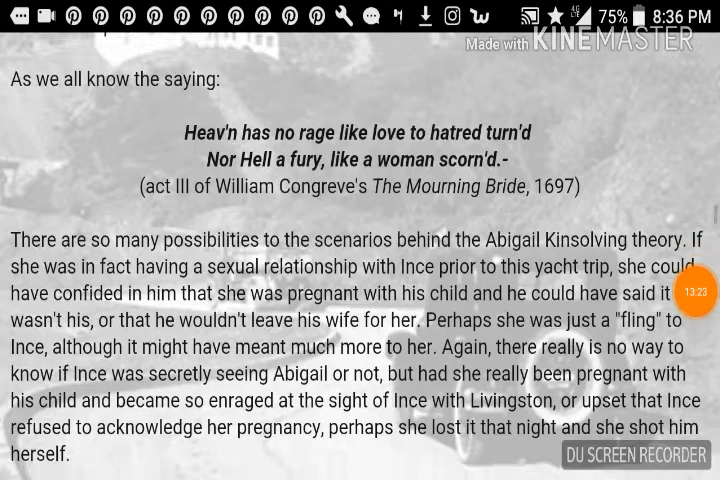 75% 8:36 PM
Made with KINEMASTER
As we all know the saying:
Heav'n has no rage like love to hatred turn'd
Nor Hell a fury, like a woman scorn'd.-
(act III of William Congreve's The Mourning Bride, 1697)
There are so many possibilities to the scenarios behind the Abigail Kinsolving theory. If
she was in fact having a sexual relationship with Ince prior to this yacht trip, she could
have confided in him that she was pregnant with his child and he could have said it
13:23
wasn't his, or that he wouldn't leave his wife for her. Perhaps she was just a "fling" to
Ince, although it might have meant much more to her. Again, there really is no way to
know if Ince was secretly seeing Abigail or not, but had she really been pregnant with
his child and became so enraged at the sight of Ince with Livingston, or upset that Ince
refused to acknowledge her pregnancy, perhaps she lost it that night and she shot him
herself.
DU SCREEN RECORDER